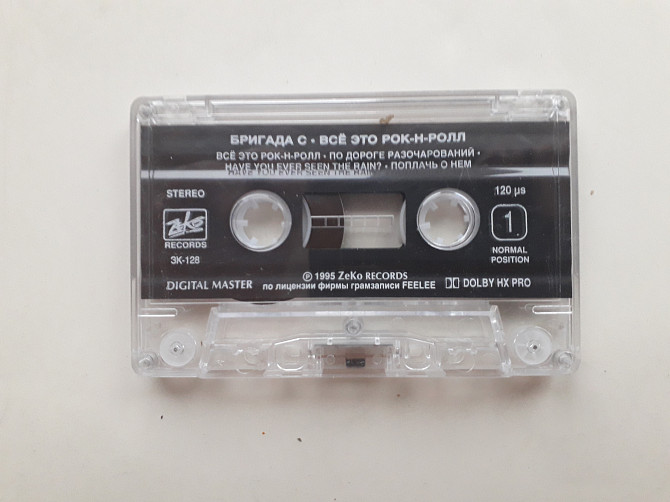 БРИГАДА С • ВСЁ ЭТО РОК-Н-РОЛЛ
ВСЁ ЭТО РОК-Н-РОЛЛ • ПО ДОРОГЕ РАЗОЧАРОВАНИЙ •
HAVE YOU EVER SEEN THE RAIN? • ПОПЛАЧЬ О НЕМ
STEREO
120 µs
ZeKo
RECORDS
1
ЗК-128
NORMAL
POSITION
℗ 1995 ZeKo RECORDS
DIGITAL MASTER
по лицензии фирмы грамзаписи FEELEE
DOLBY HX PRO